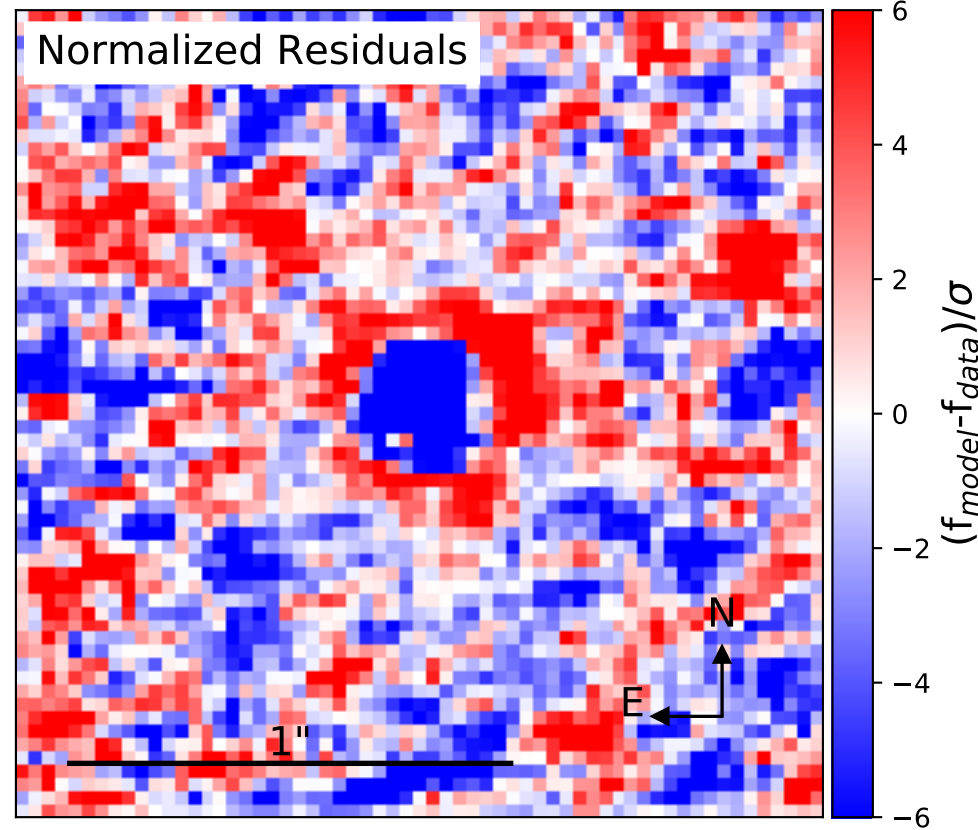 Normalized Residuals
6
4
2
0
−2
−4
−6
(f_model-f_data)/σ
N
E
1"